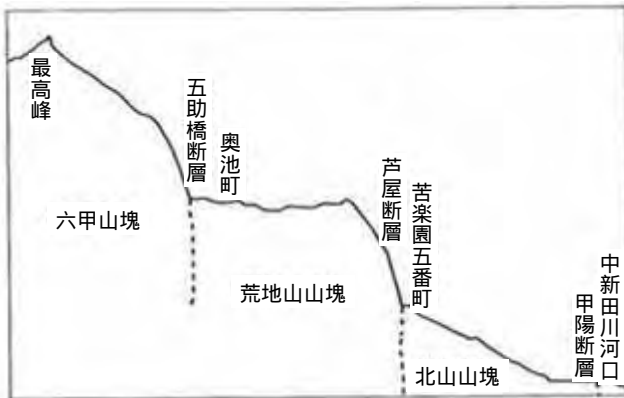 最高峰
五助橋断層
奥池町
芦屋断層
苦楽園五番町
中新田川河口
甲陽断層
六甲山塊
荒地山山塊
北山山塊